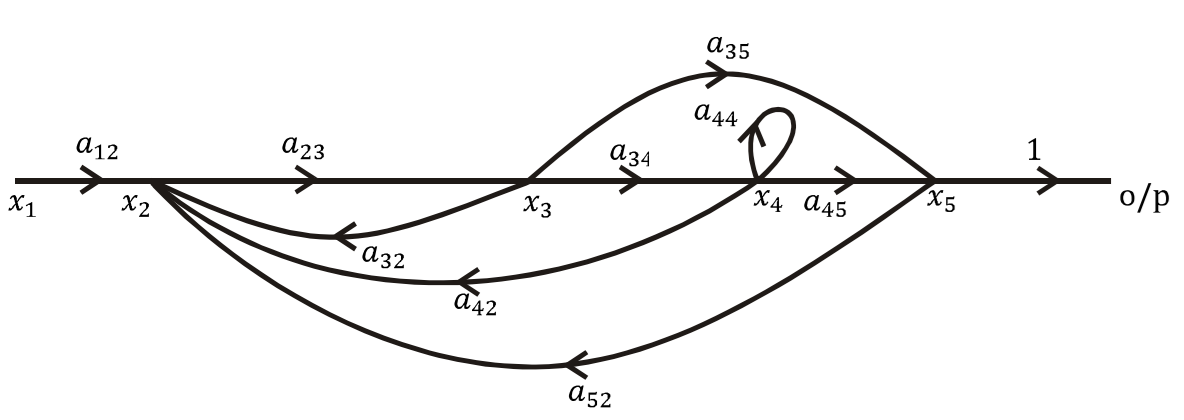 a₃₅
a₄₄
a₁₂ a₂₃ a₃₄ 1
x₁ x₂ x₃ x₄ a₄₅ x₅ o/p
a₃₂
a₄₂
a₅₂